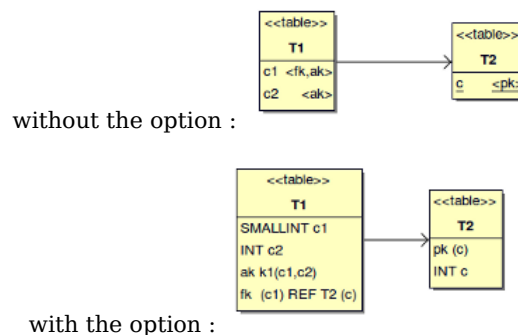 <<table>>
T1
c1 <fk,ak>
c2 <ak>
<<table>>
T2
c <pk>
without the option :
<<table>>
T1
SMALLINT c1
INT c2
ak k1(c1,c2)
fk (c1) REF T2 (c)
<<table>>
T2
pk (c)
INT c
with the option :